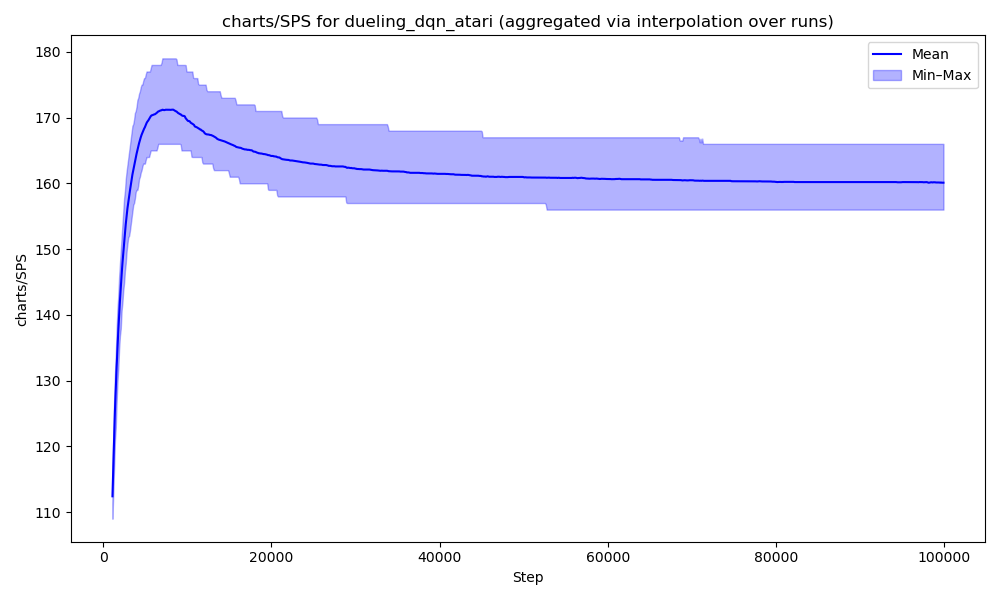 charts/SPS for dueling_dqn_atari (aggregated via interpolation over runs)
Mean
Min–Max
180
170
160
150
140
130
120
110
charts/SPS
0
20000
40000
60000
80000
100000
Step